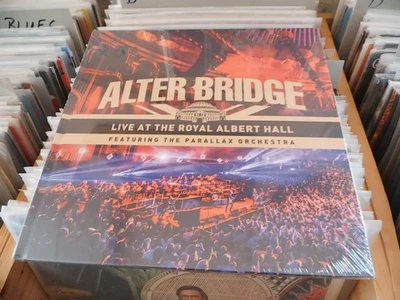 BLUES
ALTER BRIDGE
LIVE AT THE ROYAL ALBERT HALL
FEATURING THE PARALLAX ORCHESTRA